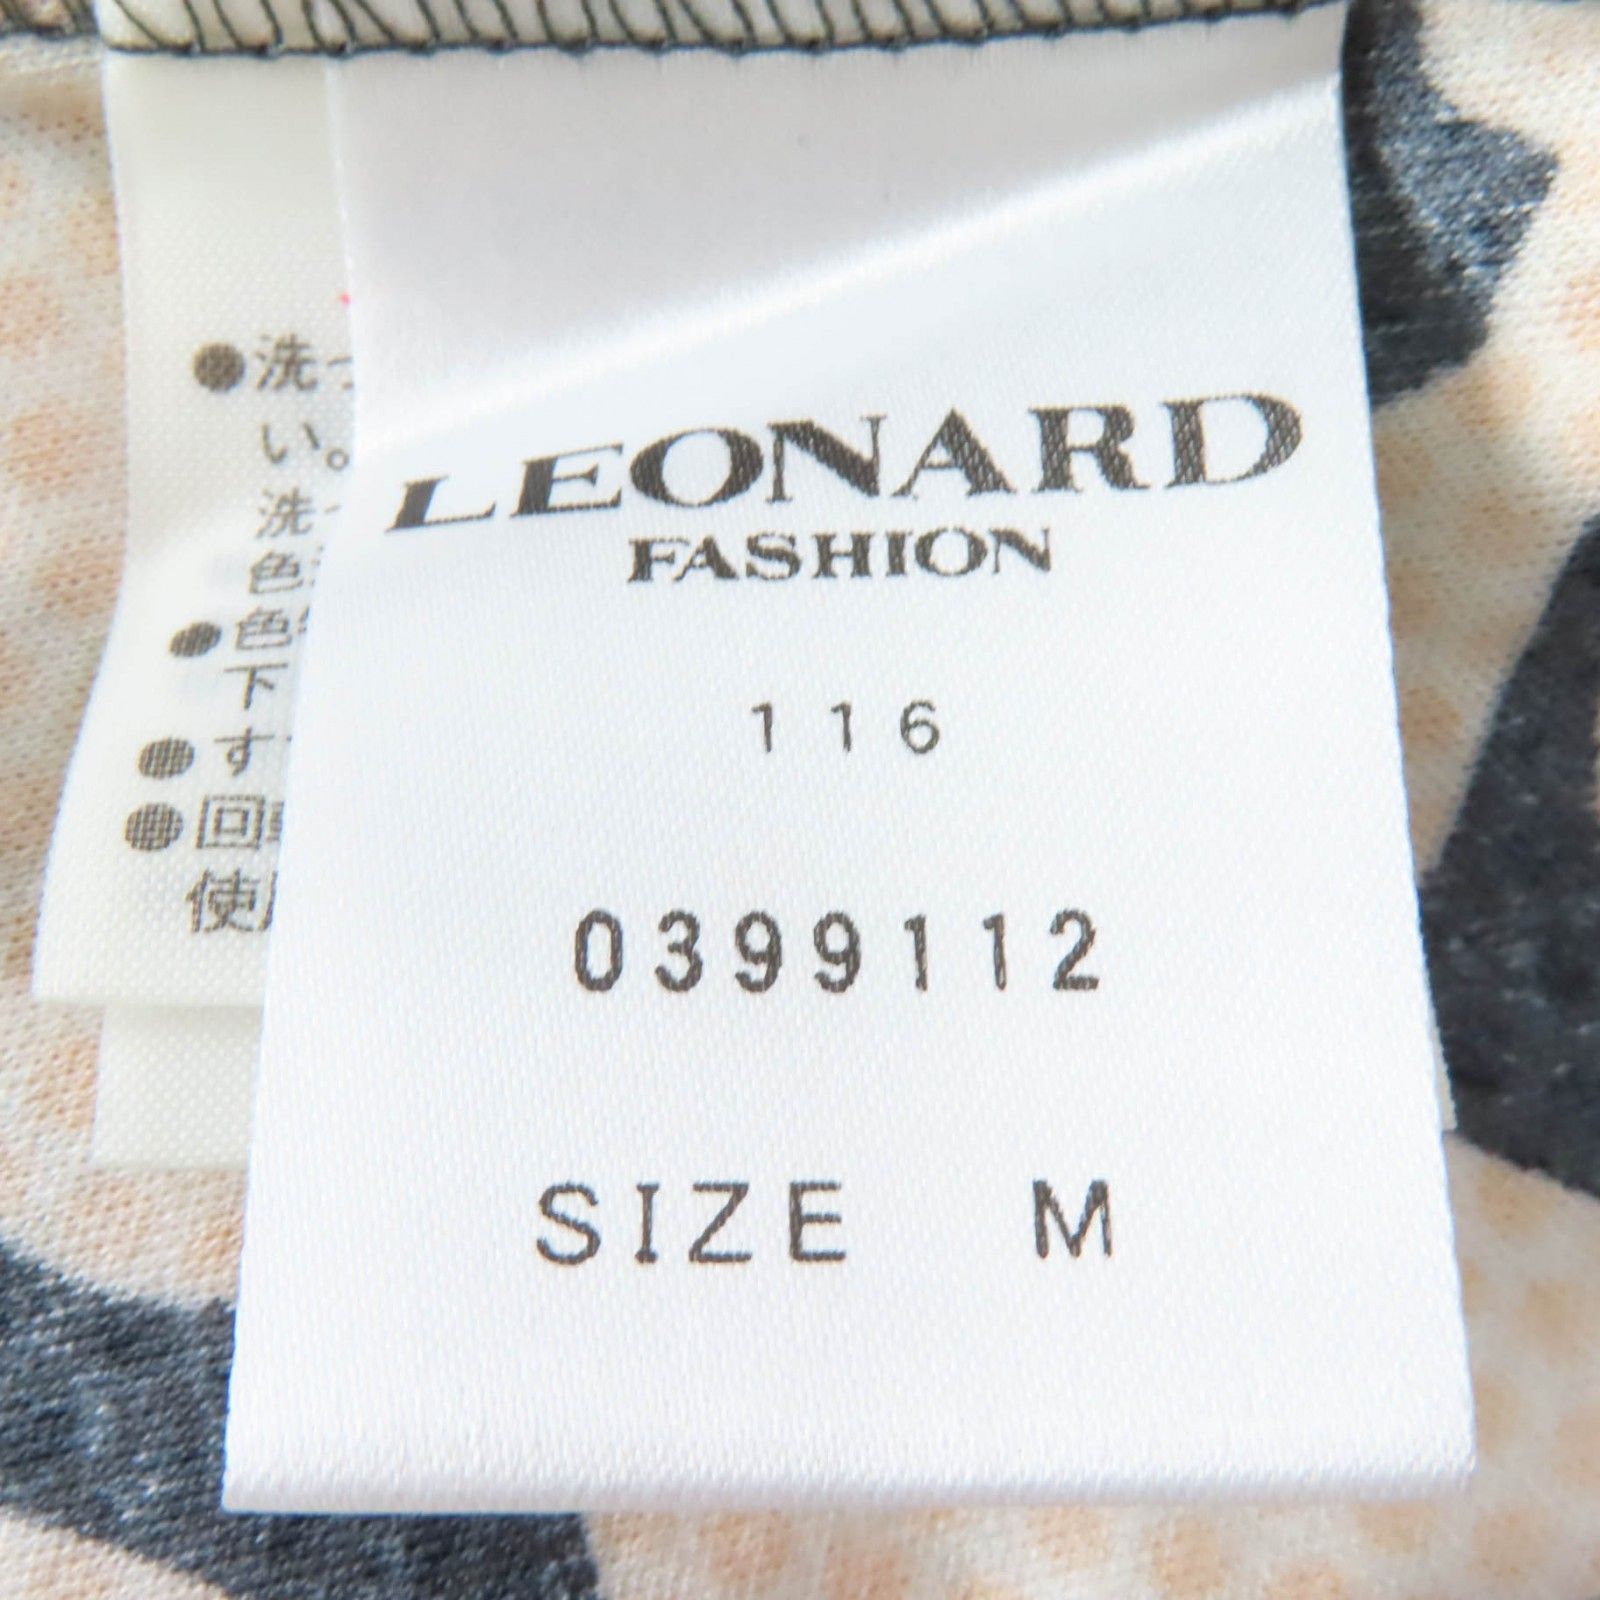 LEONARD
FASHION
116
0399112
SIZE M
●洗
い。
洗
色
●色
下
●す
●回
使